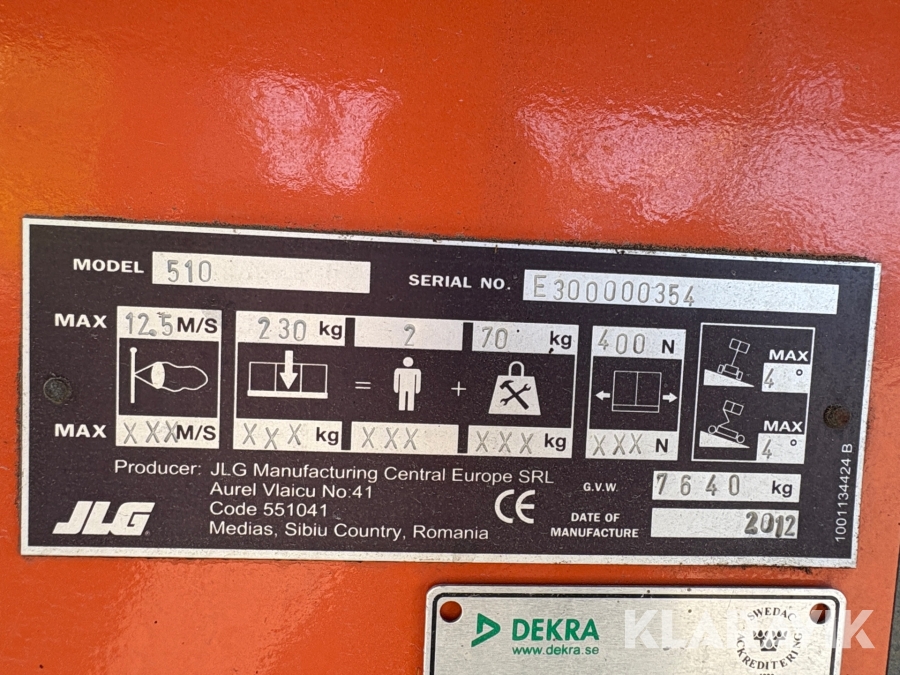 MODEL 510
SERIAL NO. E300000354
MAX 12.5 M/S 230 kg 2 70 kg 400 N
= +
MAX 4°
MAX 4°
MAX XXX M/S XXX kg XXX XXX kg XXX N
Producer: JLG Manufacturing Central Europe SRL
Aurel Vlaicu No:41
Code 551041
Medias, Sibiu Country, Romania
JLG
CE
G.V.W. 7640 kg
DATE OF
MANUFACTURE 2012
1001134424 B
DEKRA
www.dekra.se
SWEDAC
ACKREDITERING
KLARAVIK